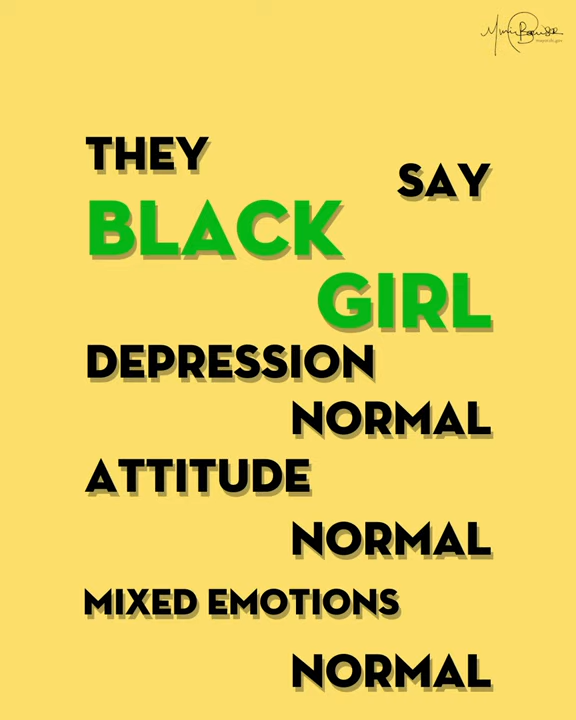 THEY
SAY
BLACK
GIRL
DEPRESSION
NORMAL
ATTITUDE
NORMAL
MIXED EMOTIONS
NORMAL